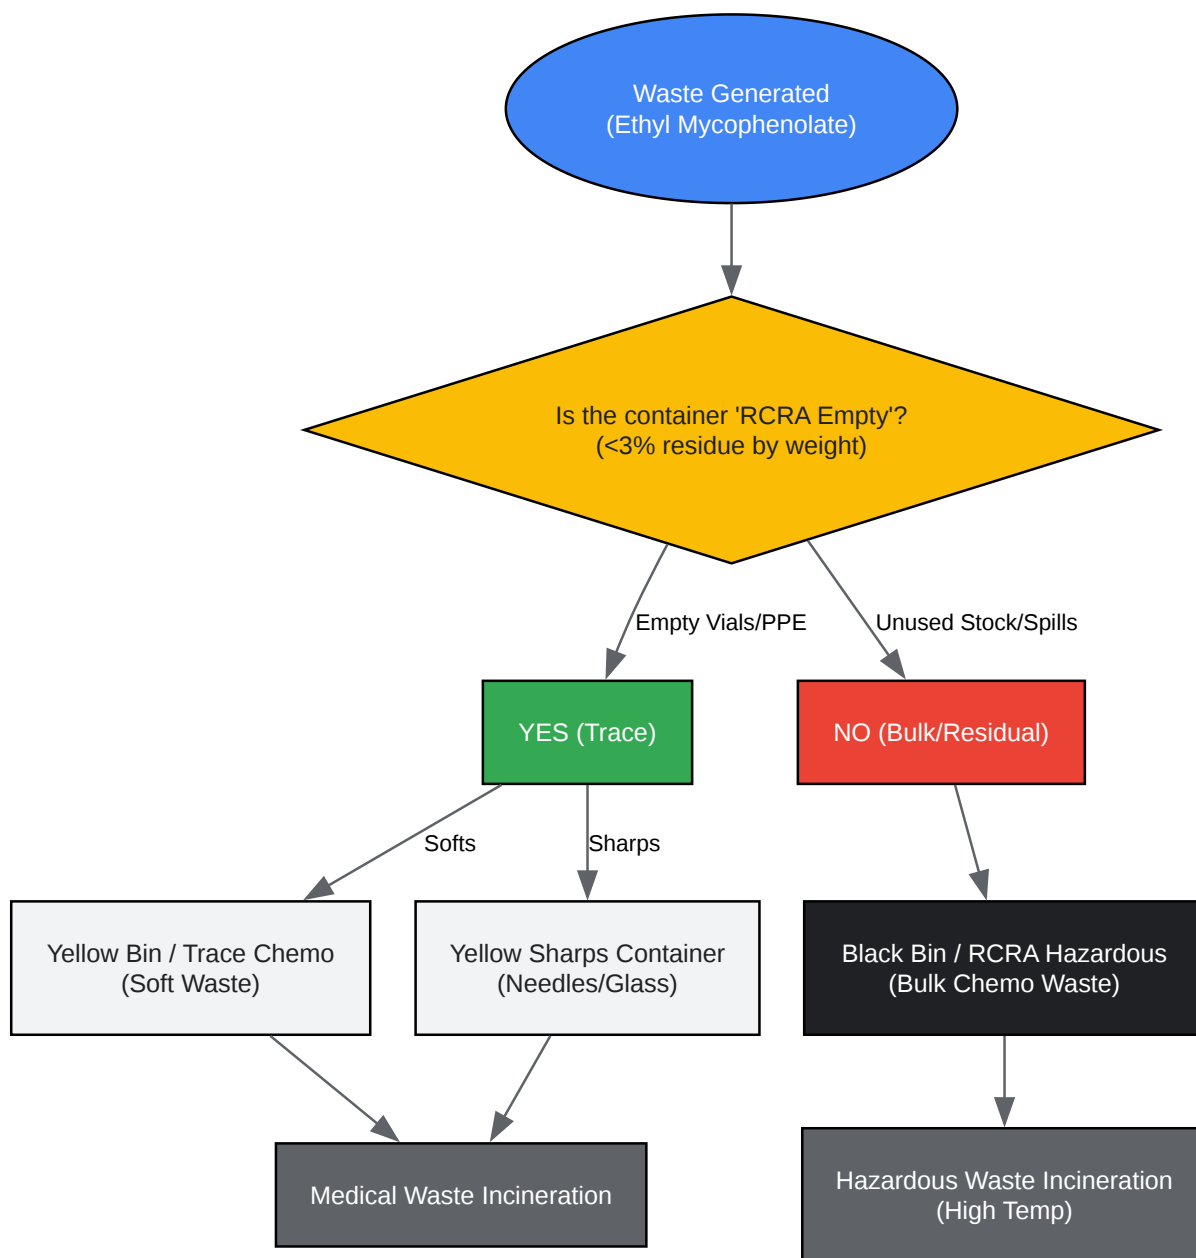 Waste Generated
(Ethyl Mycophenolate)
Is the container 'RCRA Empty'?
(<3% residue by weight)
Empty Vials/PPE
Unused Stock/Spills
YES (Trace)
NO (Bulk/Residual)
Softs
Sharps
Yellow Bin / Trace Chemo
(Soft Waste)
Yellow Sharps Container
(Needles/Glass)
Black Bin / RCRA Hazardous
(Bulk Chemo Waste)
Medical Waste Incineration
Hazardous Waste Incineration
(High Temp)